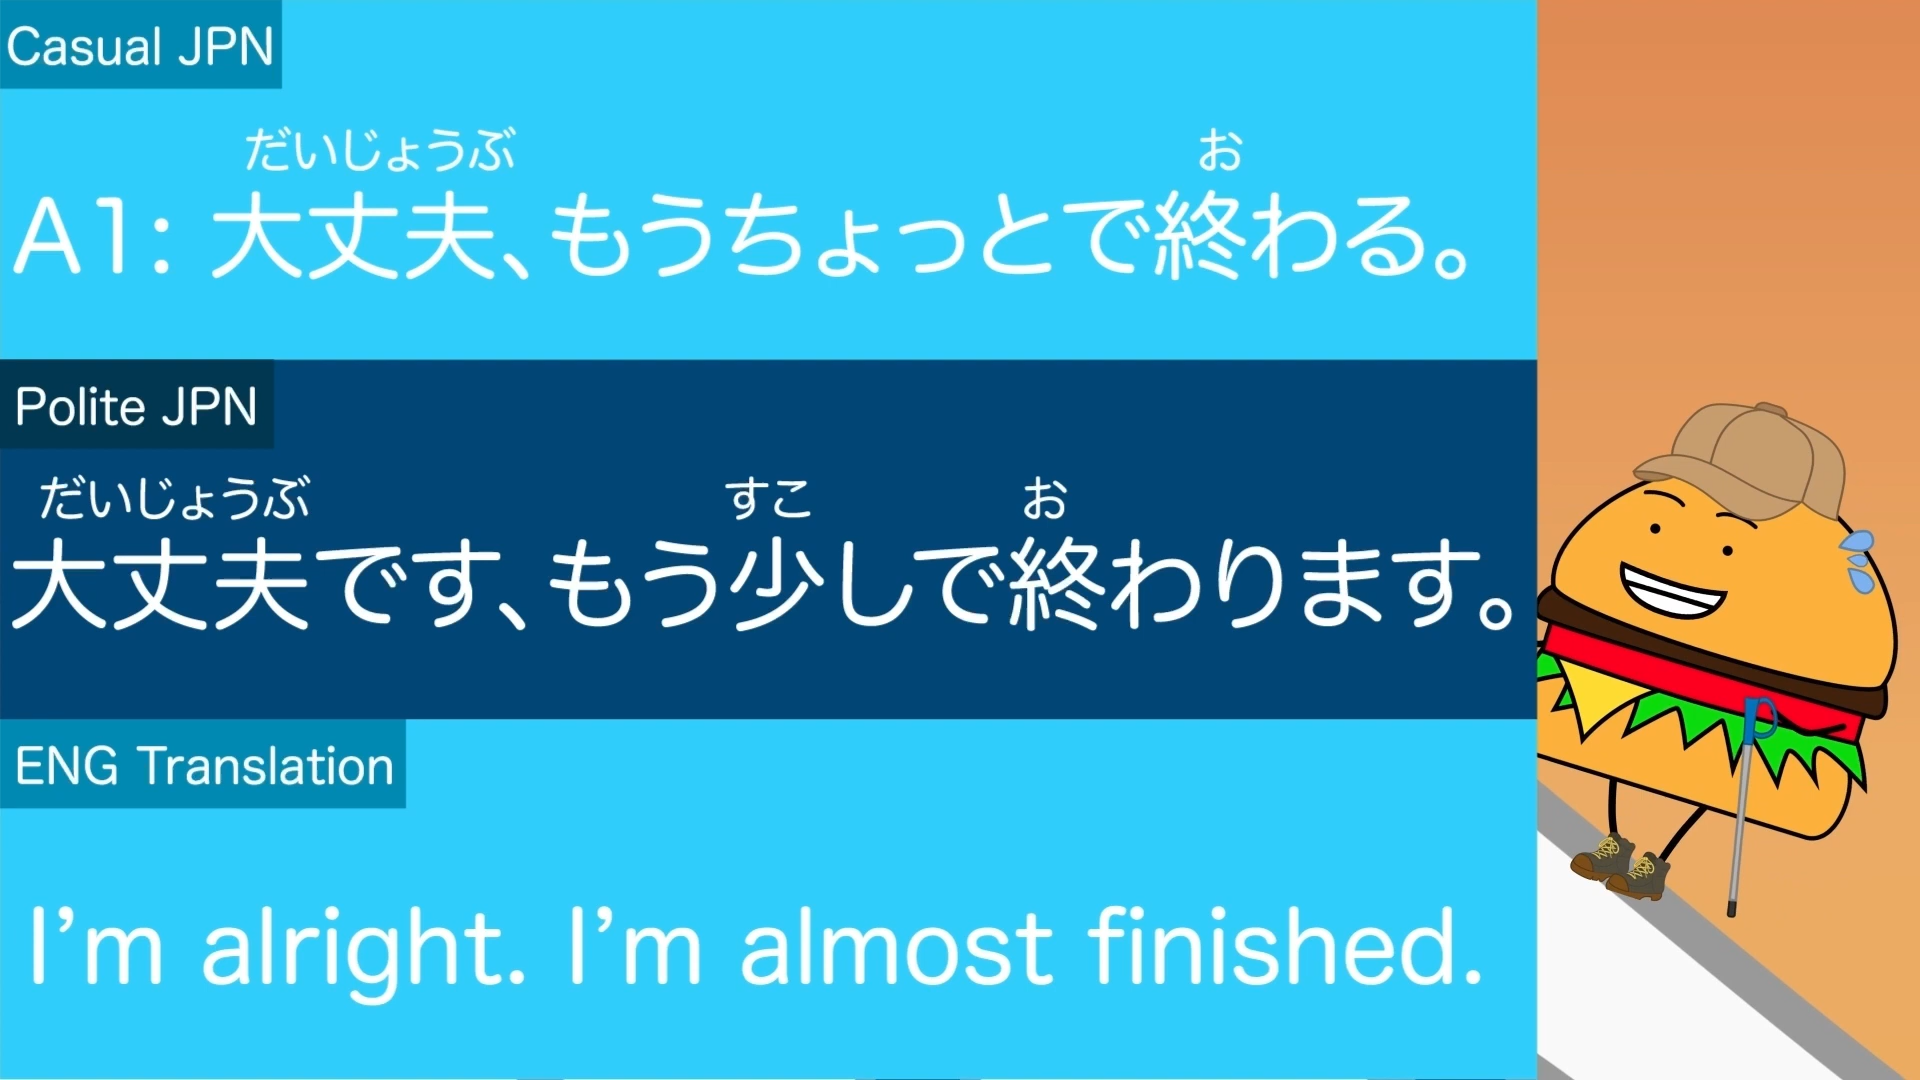 Casual JPN
だいじょうぶ お
A1: 大丈夫、もうちょっとで終わる。
Polite JPN
だいじょうぶ すこ お
大丈夫です、もう少しで終わります。
ENG Translation
I’m alright. I’m almost finished.